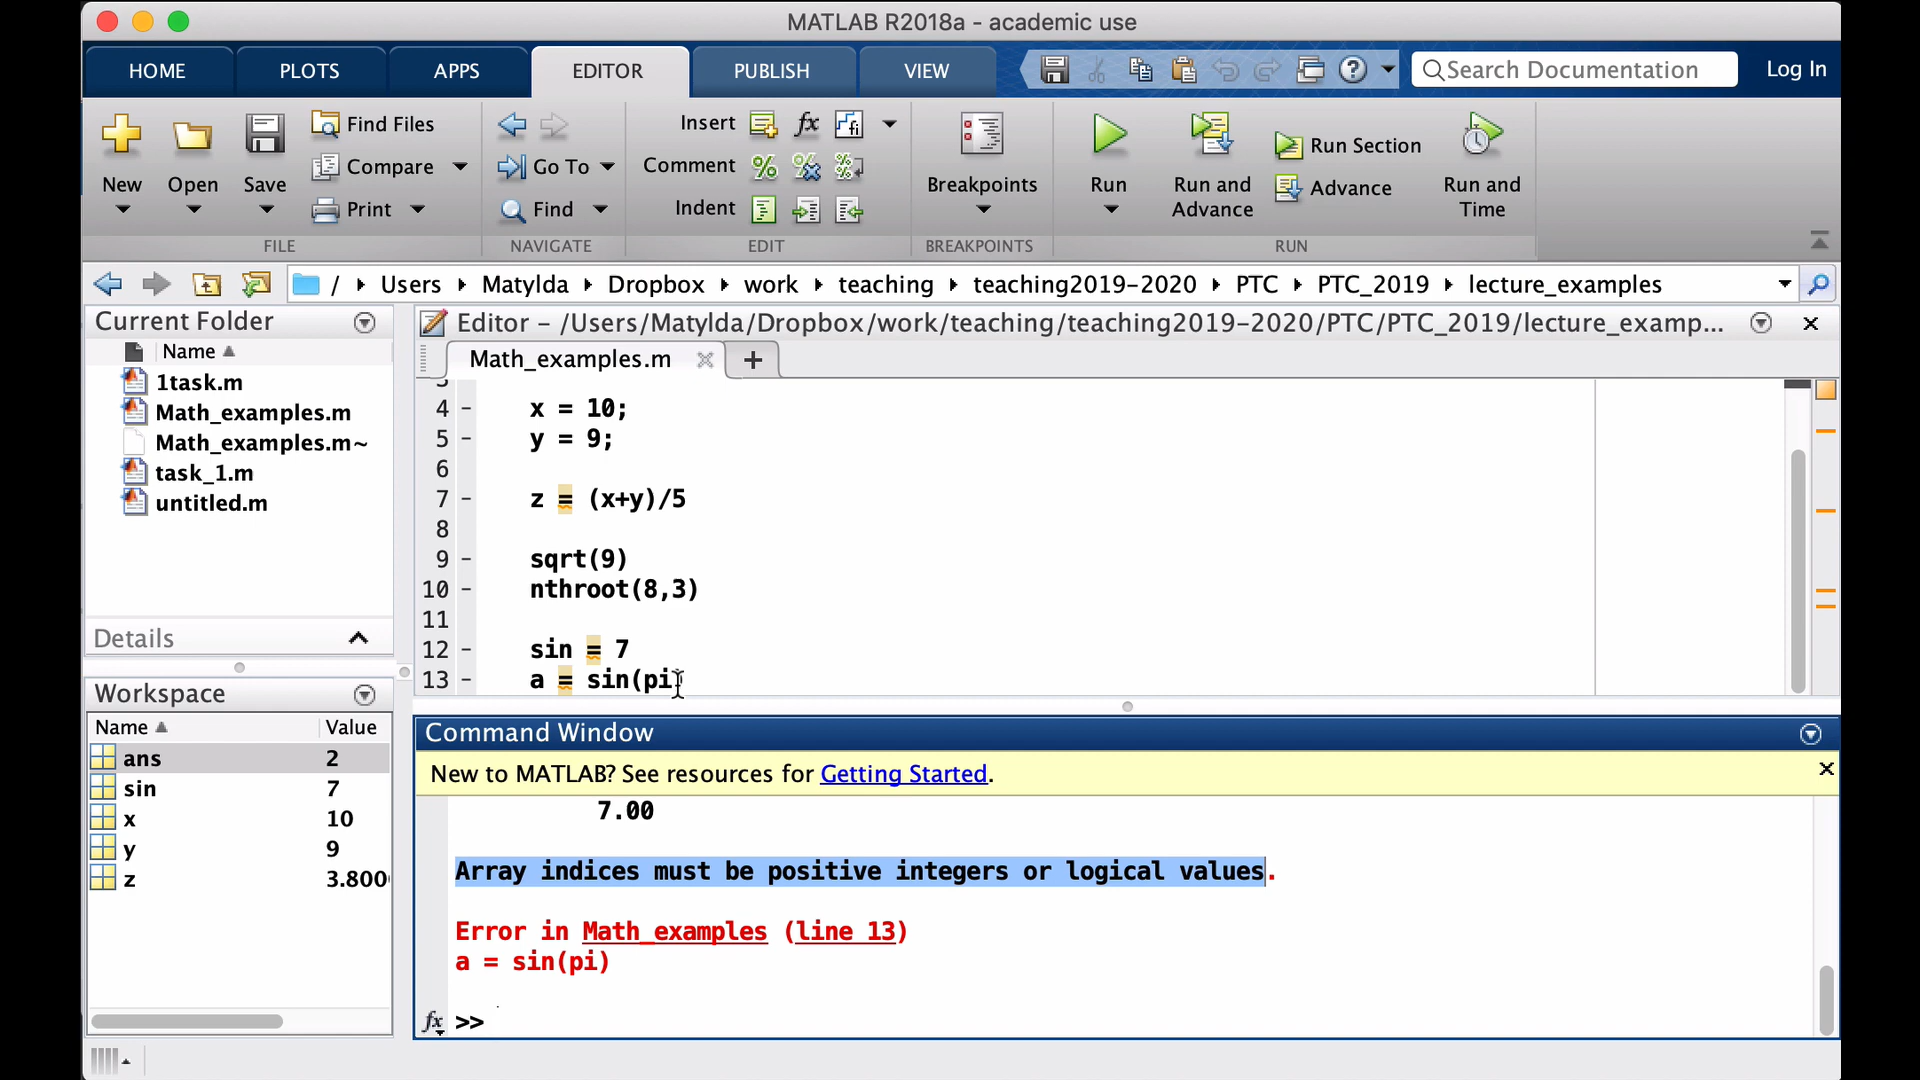 MATLAB R2018a - academic use
HOME PLOTS APPS EDITOR PUBLISH VIEW Search Documentation Log In
New Open Save Find Files Compare Print
Go To Find
Insert Comment Indent
Breakpoints
Run Run and Advance Run Section Advance Run and Time
FILE NAVIGATE EDIT BREAKPOINTS RUN
/ Users Matylda Dropbox work teaching teaching2019-2020 PTC PTC_2019 lecture_examples
Current Folder
Name
1task.m
Math_examples.m
Math_examples.m~
task_1.m
untitled.m
Details
Workspace
Name Value
ans 2
sin 7
x 10
y 9
z 3.800
Editor - /Users/Matylda/Dropbox/work/teaching/teaching2019-2020/PTC/PTC_2019/lecture_examp...
Math_examples.m
4 - x = 10;
5 - y = 9;
6
7 - z = (x+y)/5
8
9 - sqrt(9)
10 - nthroot(8,3)
11
12 - sin = 7
13 - a = sin(pi)
Command Window
New to MATLAB? See resources for Getting Started.
7.00
Array indices must be positive integers or logical values.
Error in Math_examples (line 13)
a = sin(pi)
fx >>